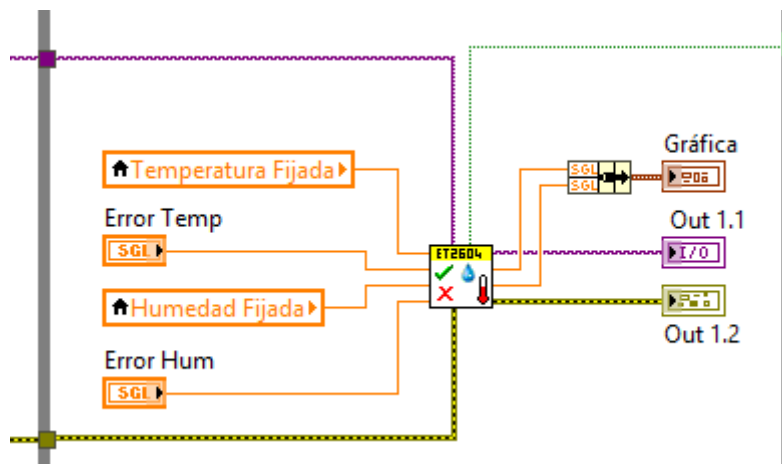 Gráfica
Temperatura Fijada
SGL
SGL
Error Temp
SGL
Out 1.1
I/O
ET2604
Humedad Fijada
Out 1.2
Error Hum
SGL